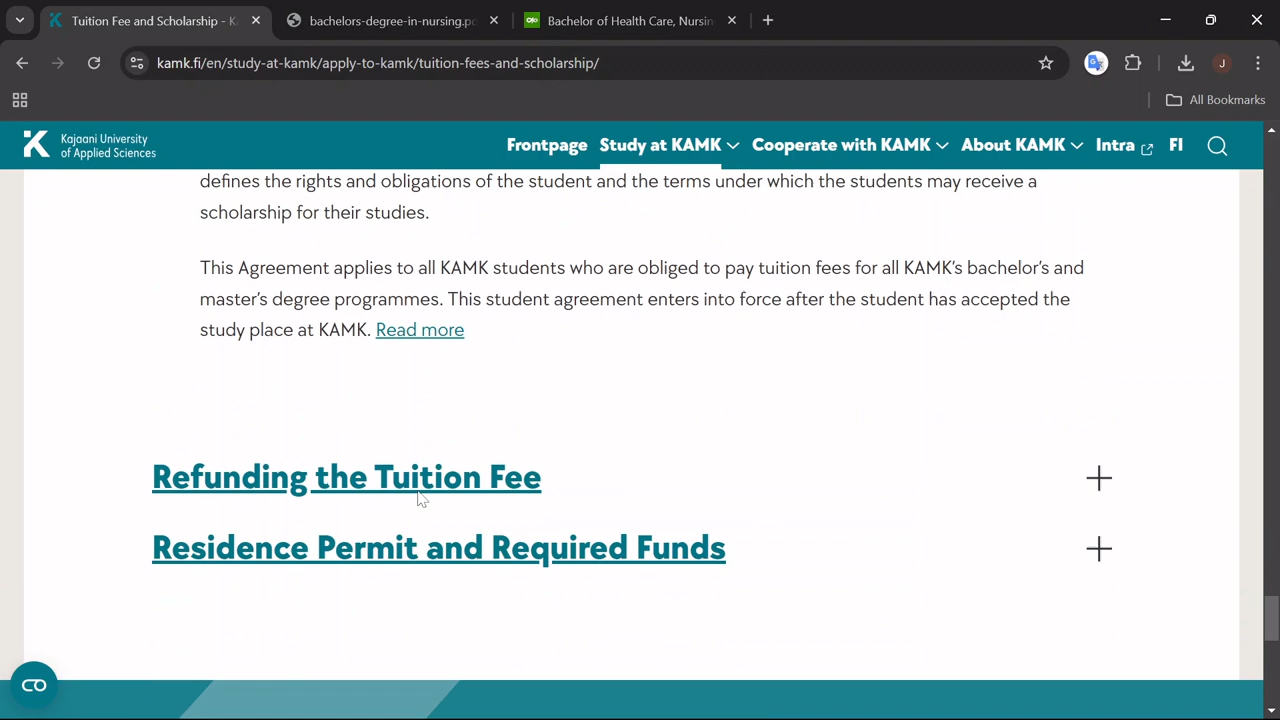 Tuition Fee and Scholarship - K
bachelors-degree-in-nursing.p
Bachelor of Health Care, Nursin
kamk.fi/en/study-at-kamk/apply-to-kamk/tuition-fees-and-scholarship/
J
All Bookmarks
Kajaani University
of Applied Sciences
Frontpage
Study at KAMK
Cooperate with KAMK
About KAMK
Intra
FI
defines the rights and obligations of the student and the terms under which the students may receive a
scholarship for their studies.
This Agreement applies to all KAMK students who are obliged to pay tuition fees for all KAMK's bachelor's and
master's degree programmes. This student agreement enters into force after the student has accepted the
study place at KAMK. Read more
Refunding the Tuition Fee
Residence Permit and Required Funds